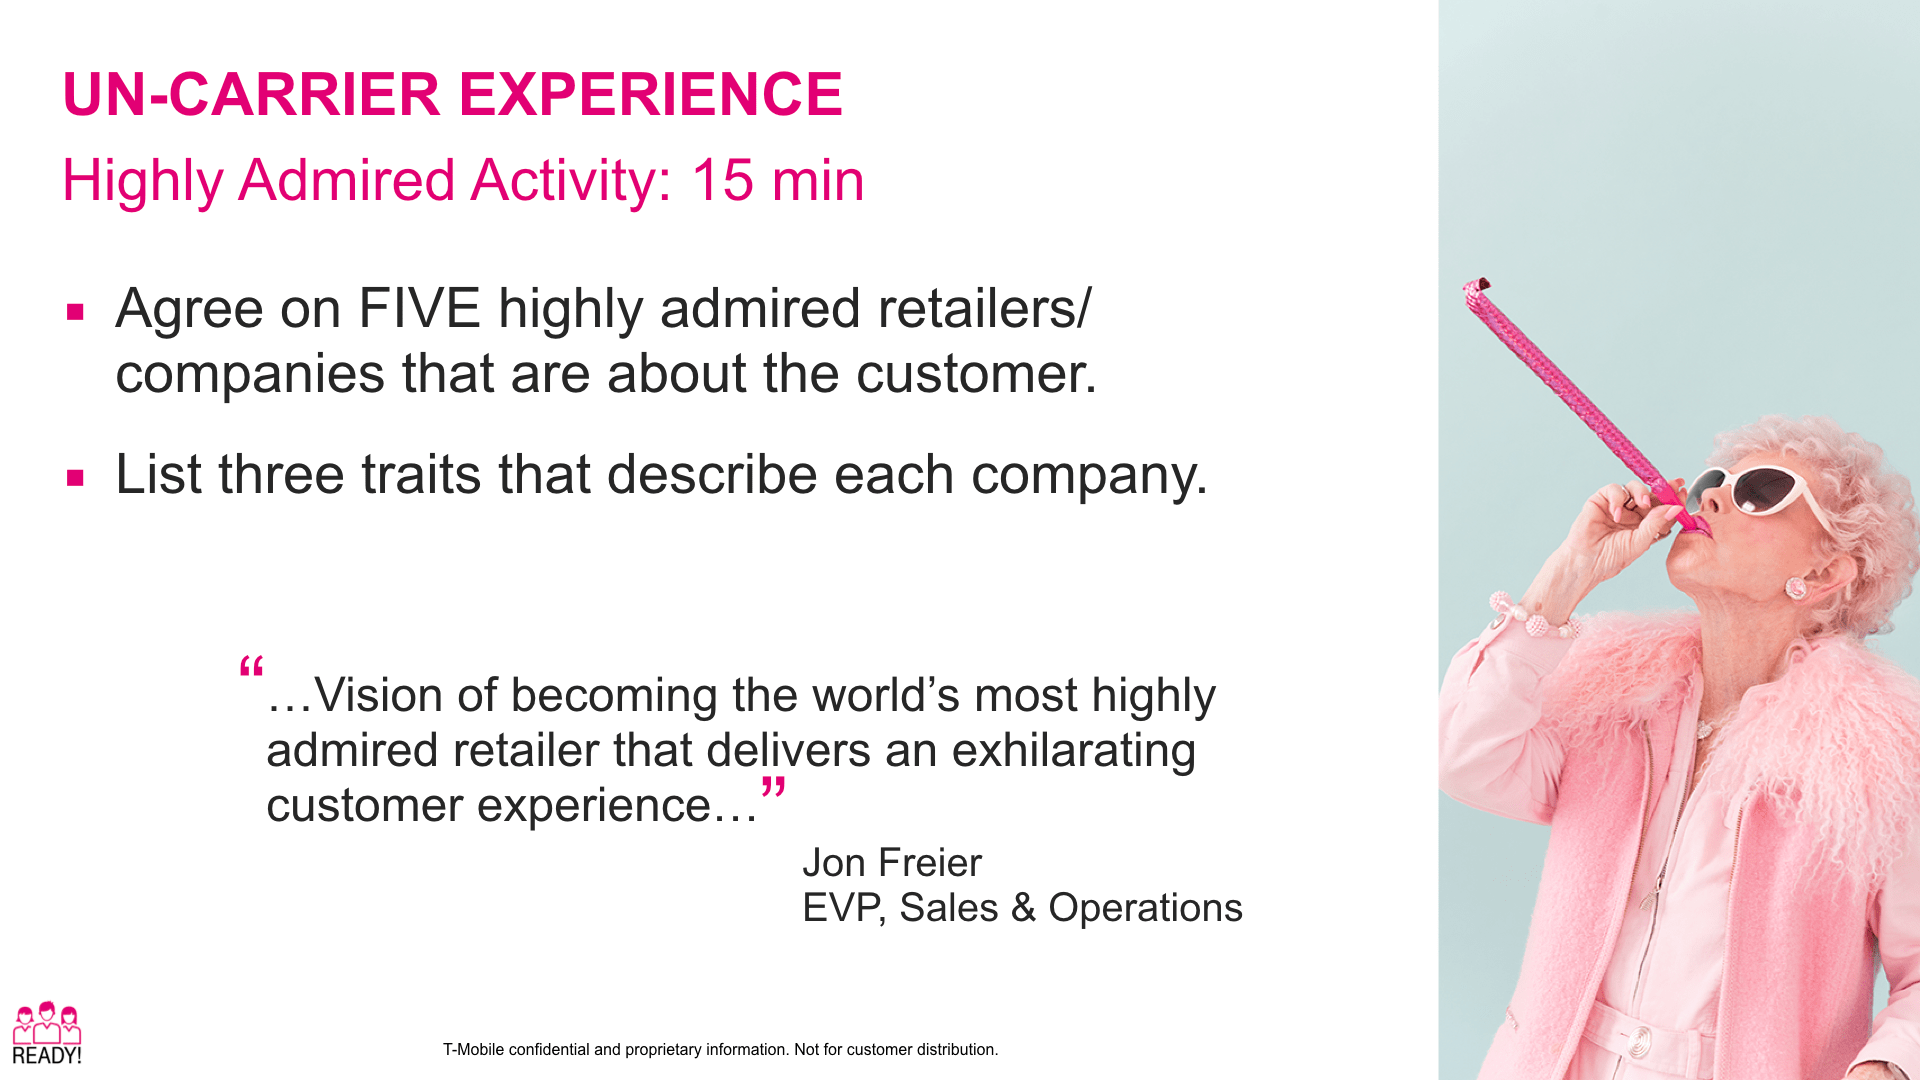 UN-CARRIER EXPERIENCE
Highly Admired Activity: 15 min
▪ Agree on FIVE highly admired retailers/
companies that are about the customer.
▪ List three traits that describe each company.
“…Vision of becoming the world’s most highly
admired retailer that delivers an exhilarating
customer experience…”
Jon Freier
EVP, Sales & Operations
READY!
T-Mobile confidential and proprietary information. Not for customer distribution.